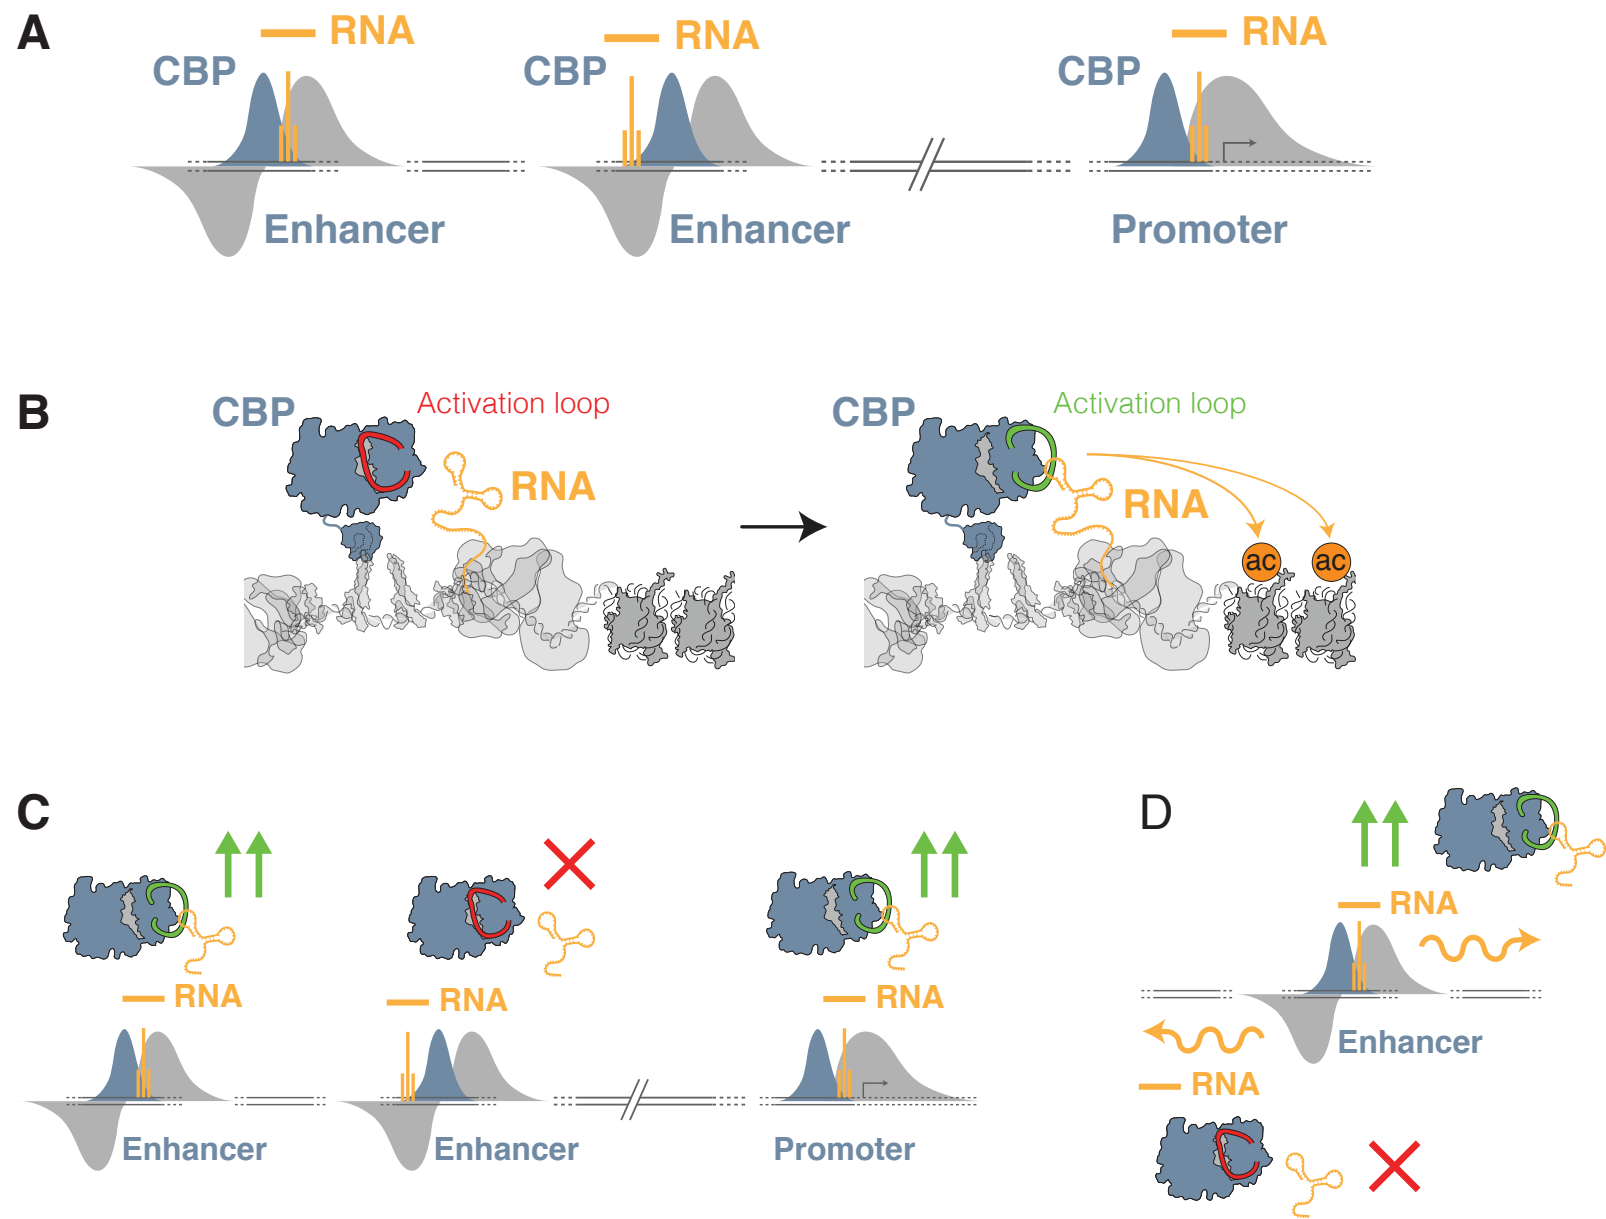 A
RNA
RNA
RNA
CBP
CBP
CBP
Enhancer
Enhancer
Promoter
B
CBP
Activation loop
RNA
CBP
Activation loop
RNA
ac
ac
C
RNA
RNA
RNA
Enhancer
Enhancer
Promoter
D
RNA
Enhancer
RNA